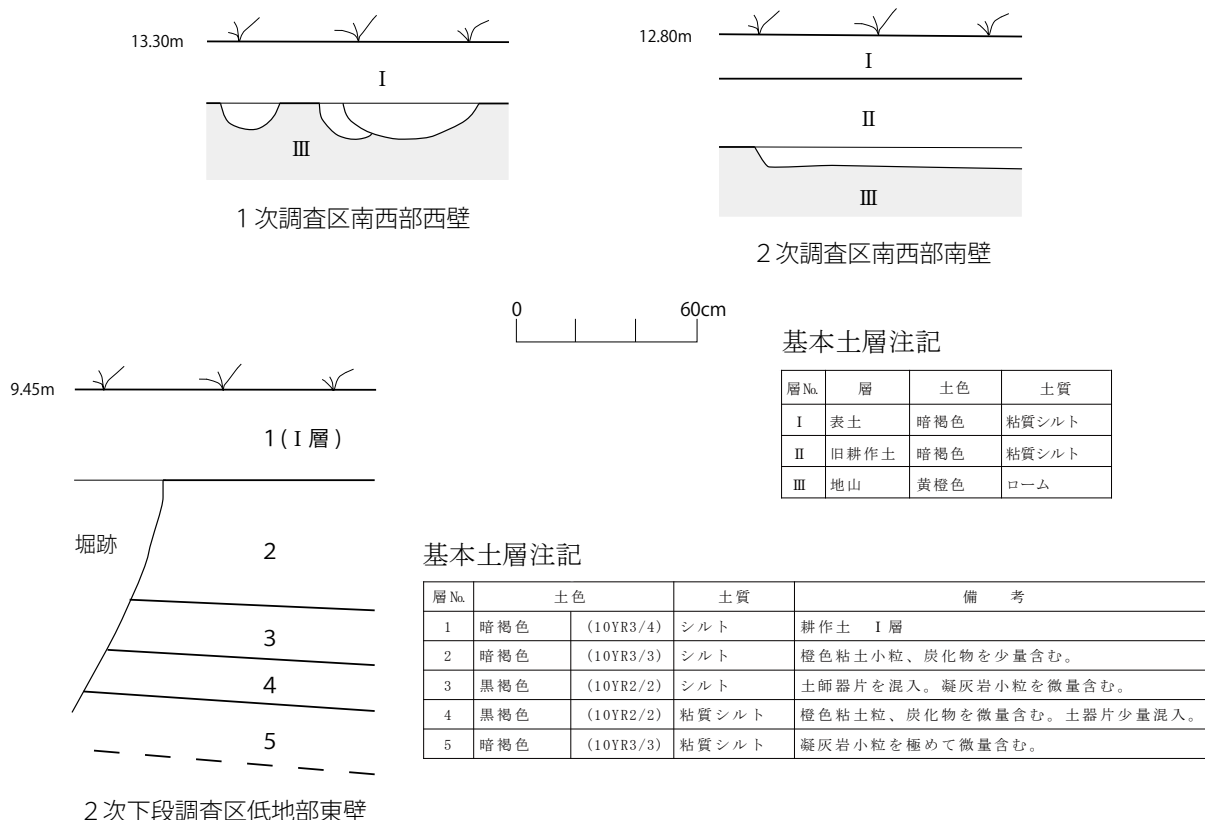 13.30m
I
Ⅲ
1次調査区南西部西壁
12.80m
I
Ⅱ
Ⅲ
2次調査区南西部南壁
0 60cm
9.45m
1(I層)
堀跡
2
3
4
5
2次下段調査区低地部東壁
基本土層注記
層No. 層 土色 土質
I 表土 暗褐色 粘質シルト
Ⅱ 旧耕作土 暗褐色 粘質シルト
Ⅲ 地山 黄橙色 ローム
基本土層注記
層No. 土色 土質 備 考
1 暗褐色 (10YR3/4) シルト 耕作土 I層
2 暗褐色 (10YR3/3) シルト 橙色粘土小粒、炭化物を少量含む。
3 黒褐色 (10YR2/2) シルト 土師器片を混入。凝灰岩小粒を微量含む。
4 黒褐色 (10YR2/2) 粘質シルト 橙色粘土粒、炭化物を微量含む。土器片少量混入。
5 暗褐色 (10YR3/3) 粘質シルト 凝灰岩小粒を極めて微量含む。